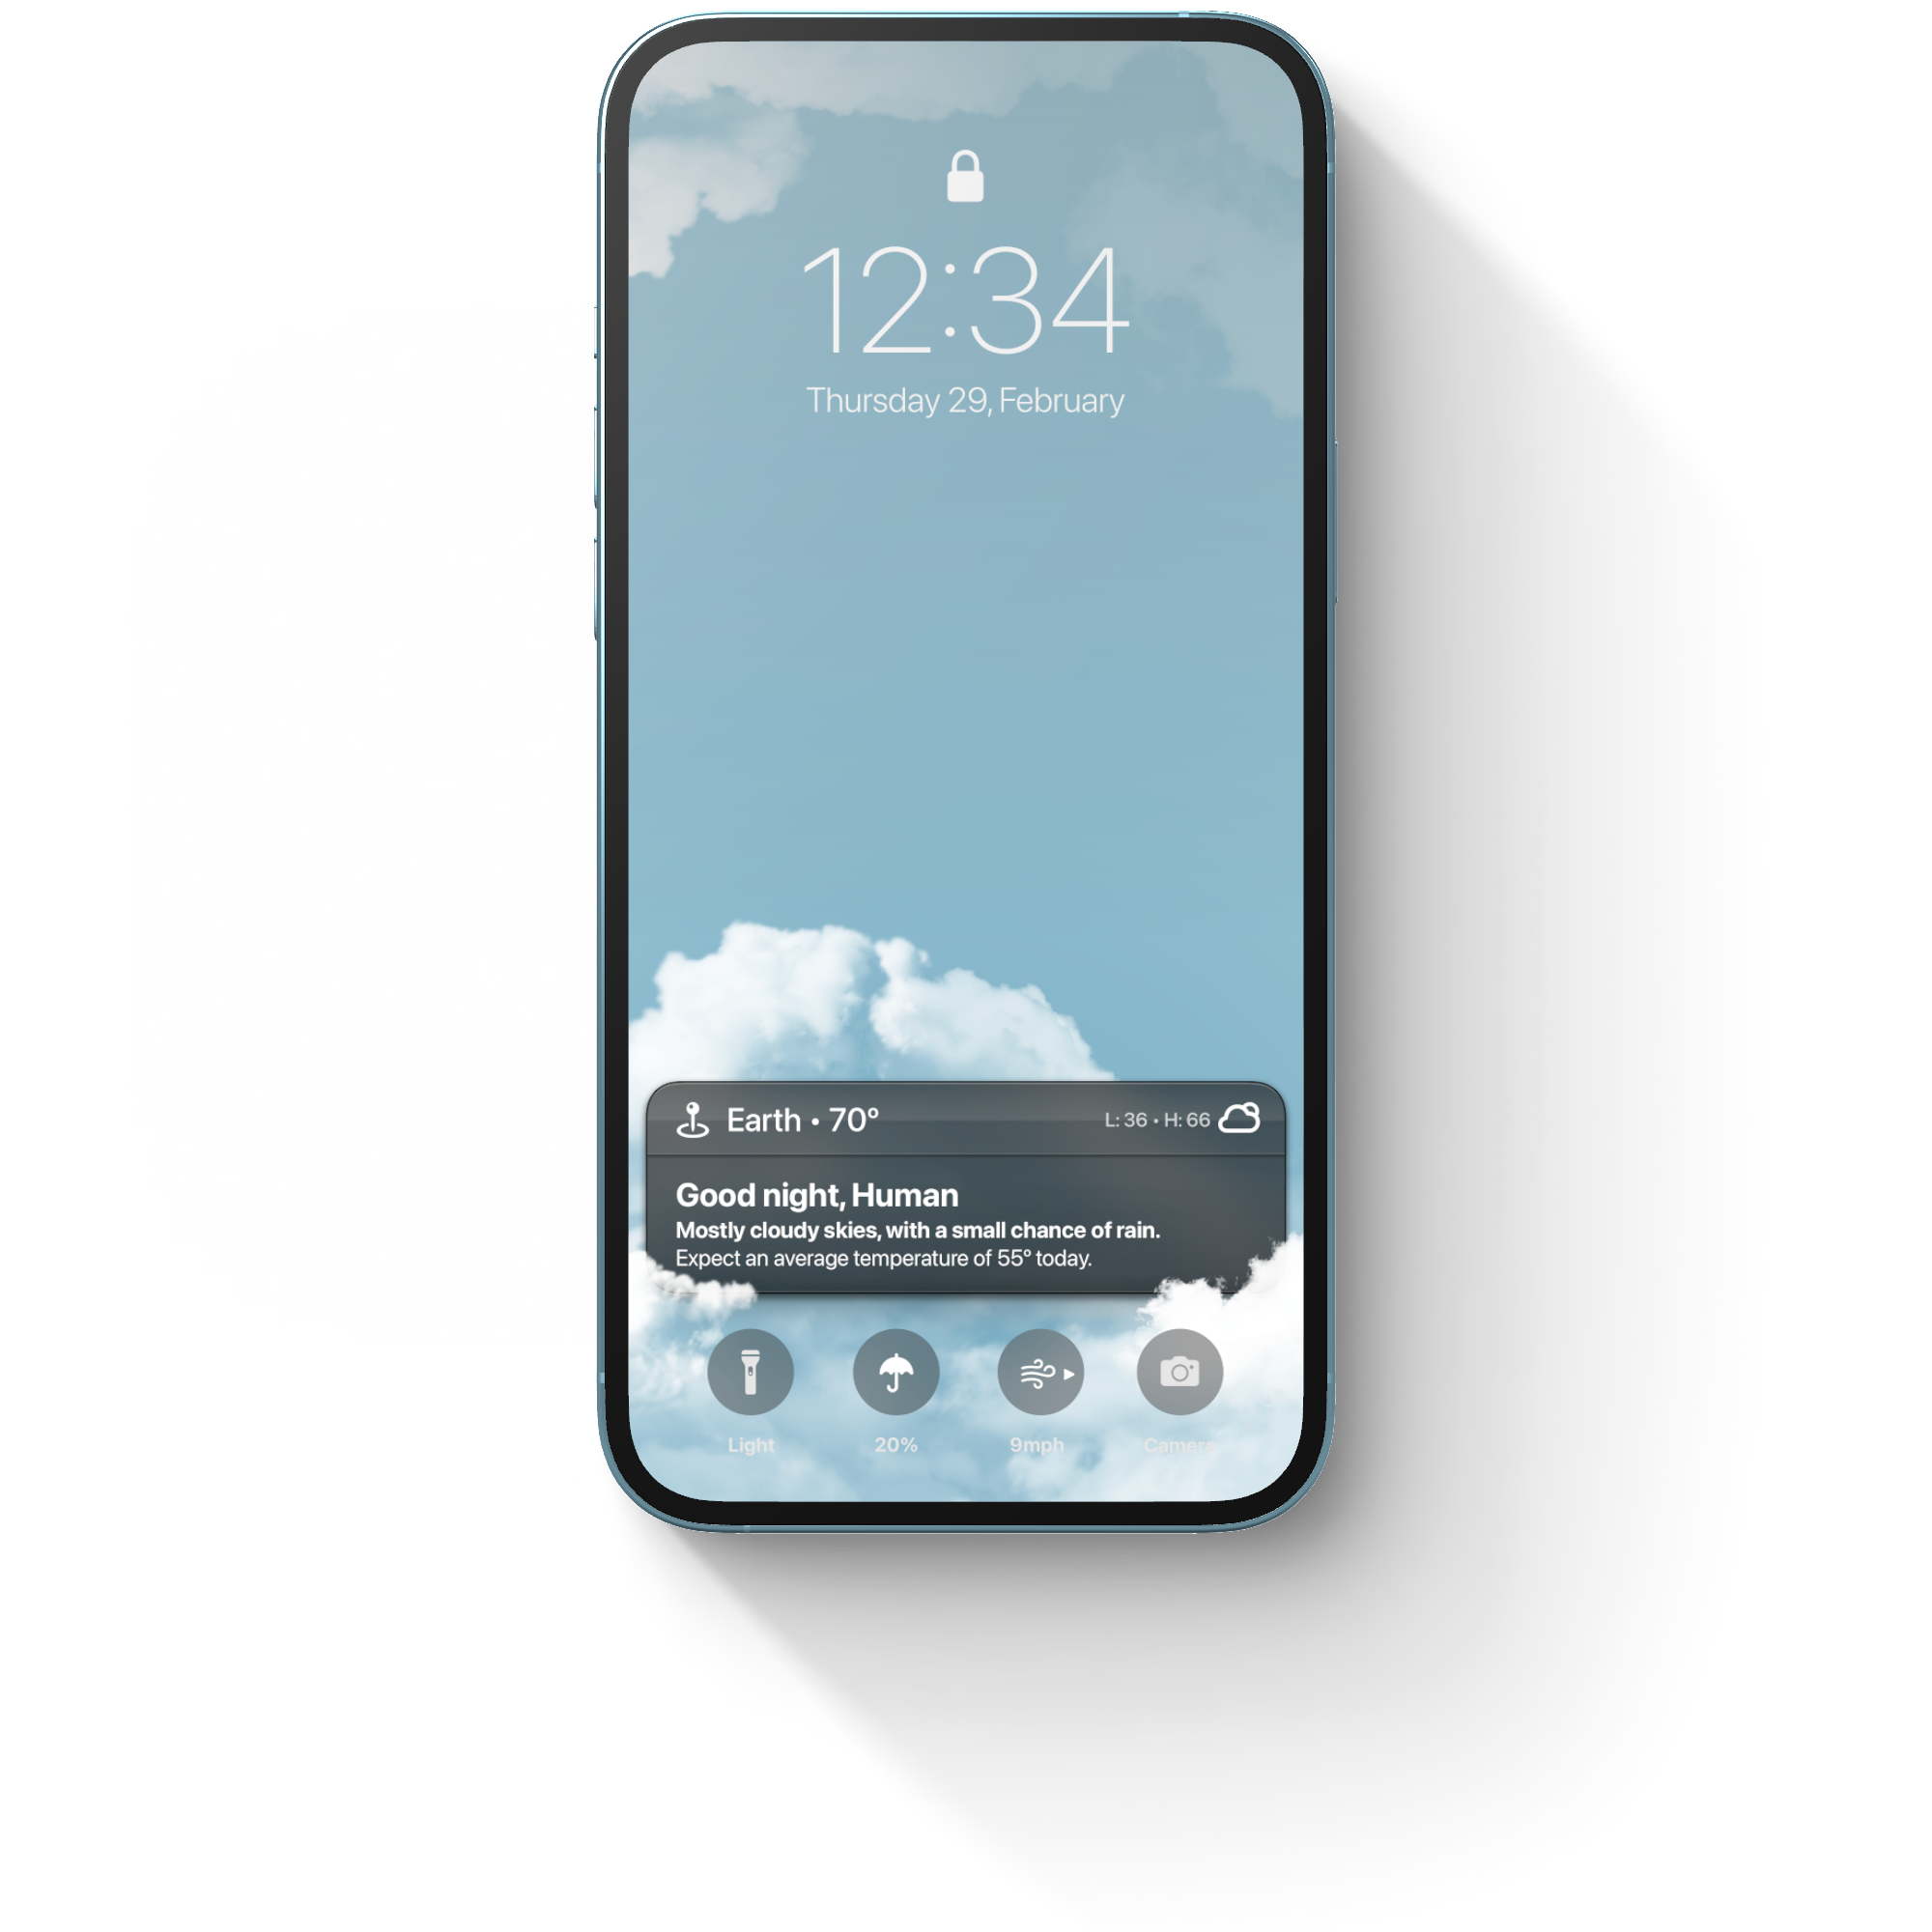 12:34
Thursday 29, February
Earth • 70°
L: 36 • H: 66
Good night, Human
Mostly cloudy skies, with a small chance of rain.
Expect an average temperature of 55° today.
Light
20%
9mph
Camera